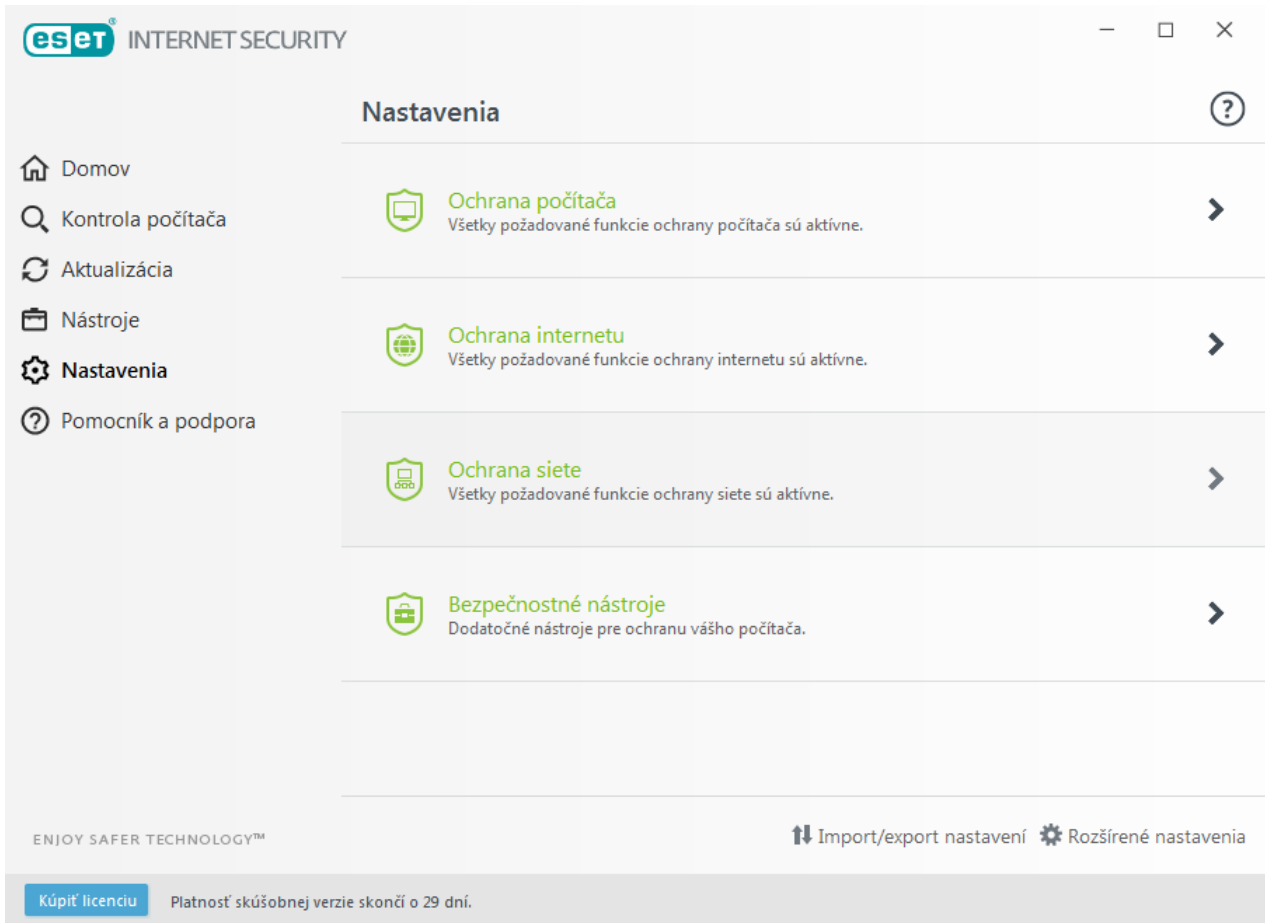 eset® INTERNET SECURITY
Nastavenia
Domov
Kontrola počítača
Aktualizácia
Nástroje
Nastavenia
Pomocník a podpora
Ochrana počítača
Všetky požadované funkcie ochrany počítača sú aktívne.
Ochrana internetu
Všetky požadované funkcie ochrany internetu sú aktívne.
Ochrana siete
Všetky požadované funkcie ochrany siete sú aktívne.
Bezpečnostné nástroje
Dodatočné nástroje pre ochranu vášho počítača.
ENJOY SAFER TECHNOLOGY™
Import/export nastavení
Rozšírené nastavenia
Kúpiť licenciu
Platnosť skúšobnej verzie skončí o 29 dní.